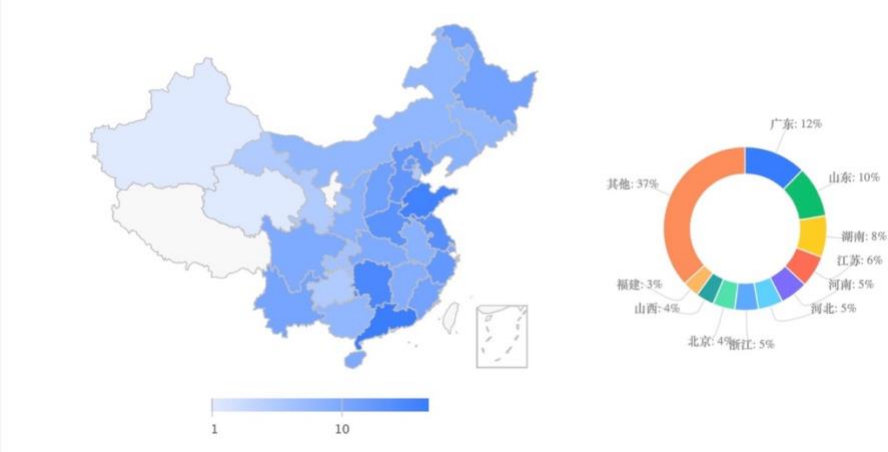 广东: 12%
山东: 10%
其他: 37%
湖南: 8%
江苏: 6%
河南: 5%
福建: 3%
河北: 5%
山西: 4%
北京: 4%
浙江: 5%
1
10